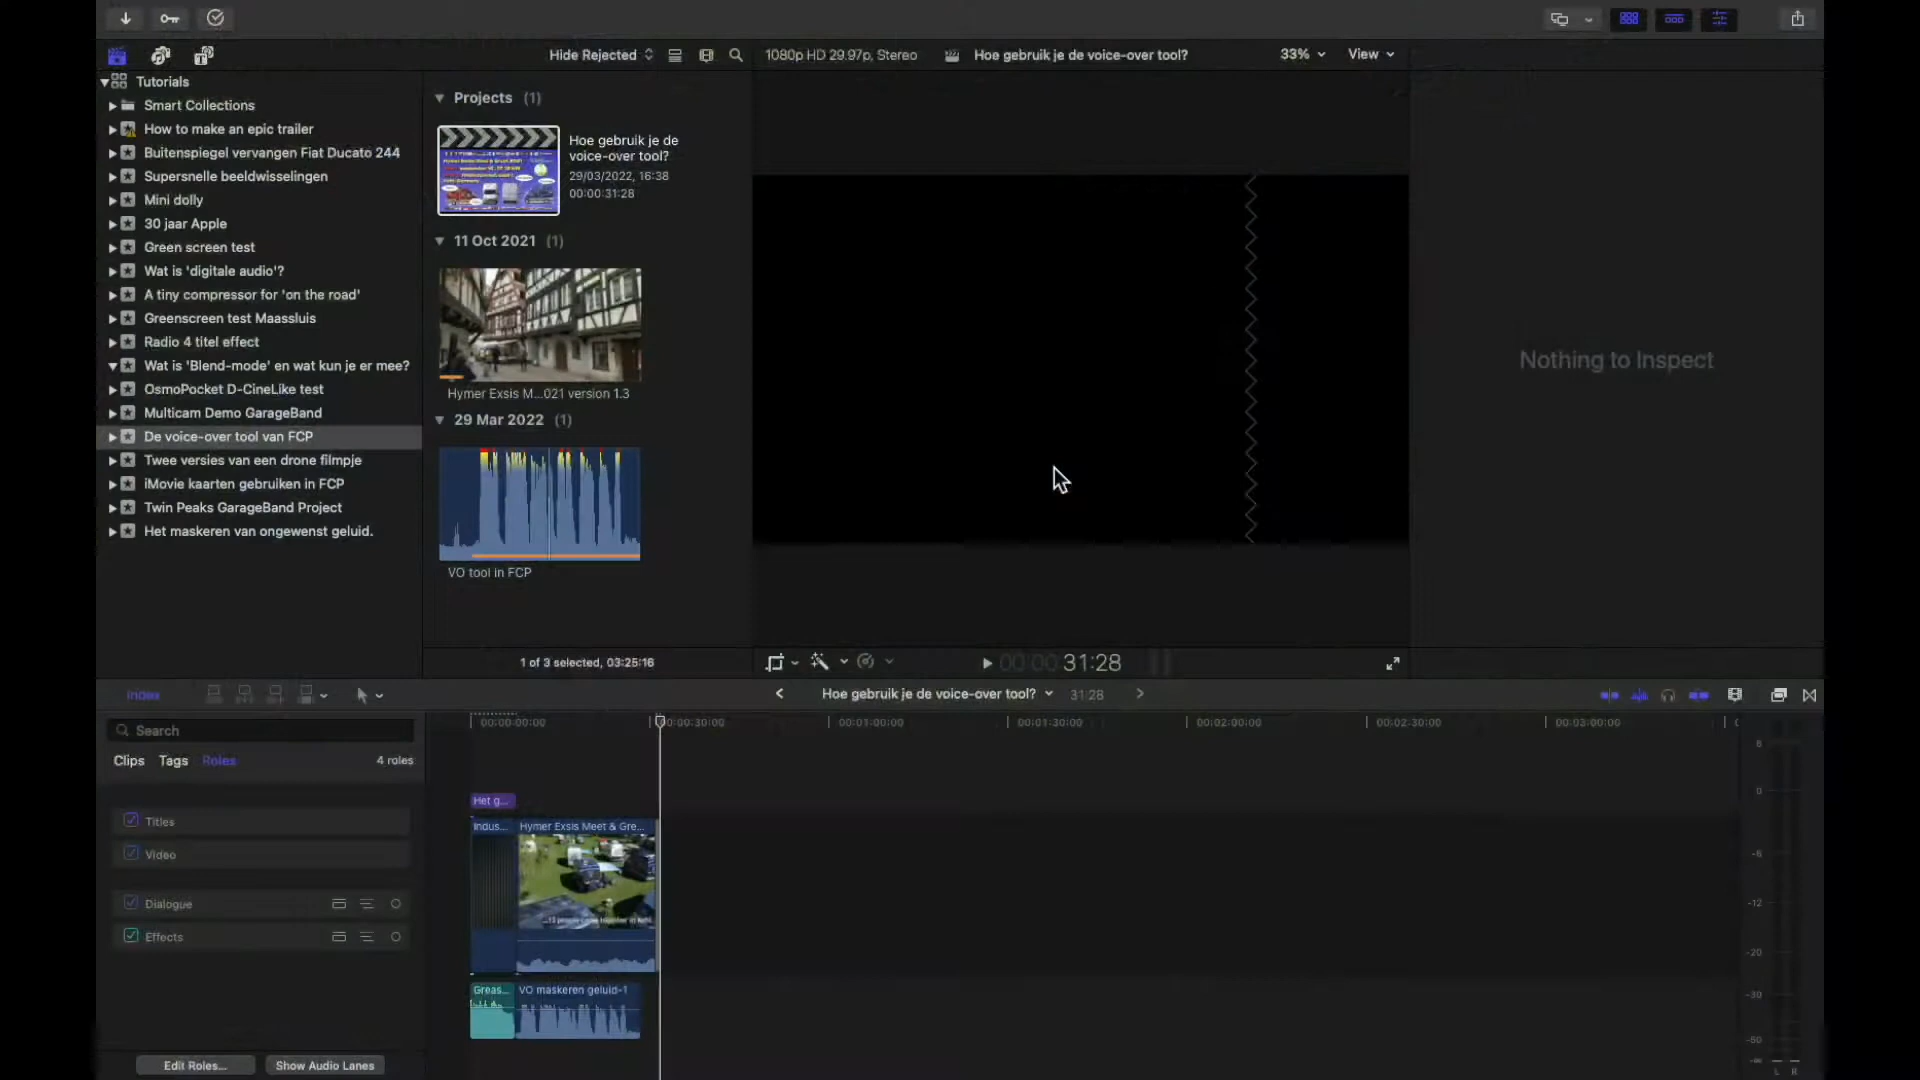 Hide Rejected
1080p HD 29.97p, Stereo
Hoe gebruik je de voice-over tool?
33%
View
Tutorials
Smart Collections
How to make an epic trailer
Buitenspiegel vervangen Fiat Ducato 244
Supersnelle beeldwisselingen
Mini dolly
30 jaar Apple
Green screen test
Wat is 'digitale audio'?
A tiny compressor for 'on the road'
Greenscreen test Maassluis
Radio 4 titel effect
Wat is 'Blend-mode' en wat kun je er mee?
OsmoPocket D-CineLike test
Multicam Demo GarageBand
De voice-over tool van FCP
Twee versies van een drone filmpje
iMovie kaarten gebruiken in FCP
Twin Peaks GarageBand Project
Het maskeren van ongewenst geluid.
Projects (1)
Hoe gebruik je de
voice-over tool?
29/03/2022, 16:38
00:00:31:28
11 Oct 2021 (1)
Hymer Exsis M...021 version 1.3
29 Mar 2022 (1)
VO tool in FCP
Nothing to Inspect
1 of 3 selected, 03:25:16
00:00:31:28
Index
Hoe gebruik je de voice-over tool?
31:28
Search
Clips Tags Roles 4 roles
Titles
Video
Dialogue
Effects
Edit Roles...
Show Audio Lanes
00:00:00:00
00:00:30:00
00:01:00:00
00:01:30:00
00:02:00:00
00:02:30:00
00:03:00:00
Het g...
Indus...
Hymer Exsis Meet & Gre...
Greas...
VO maskeren geluid-1
6
0
-6
-12
-20
-30
-50
-∞
L R